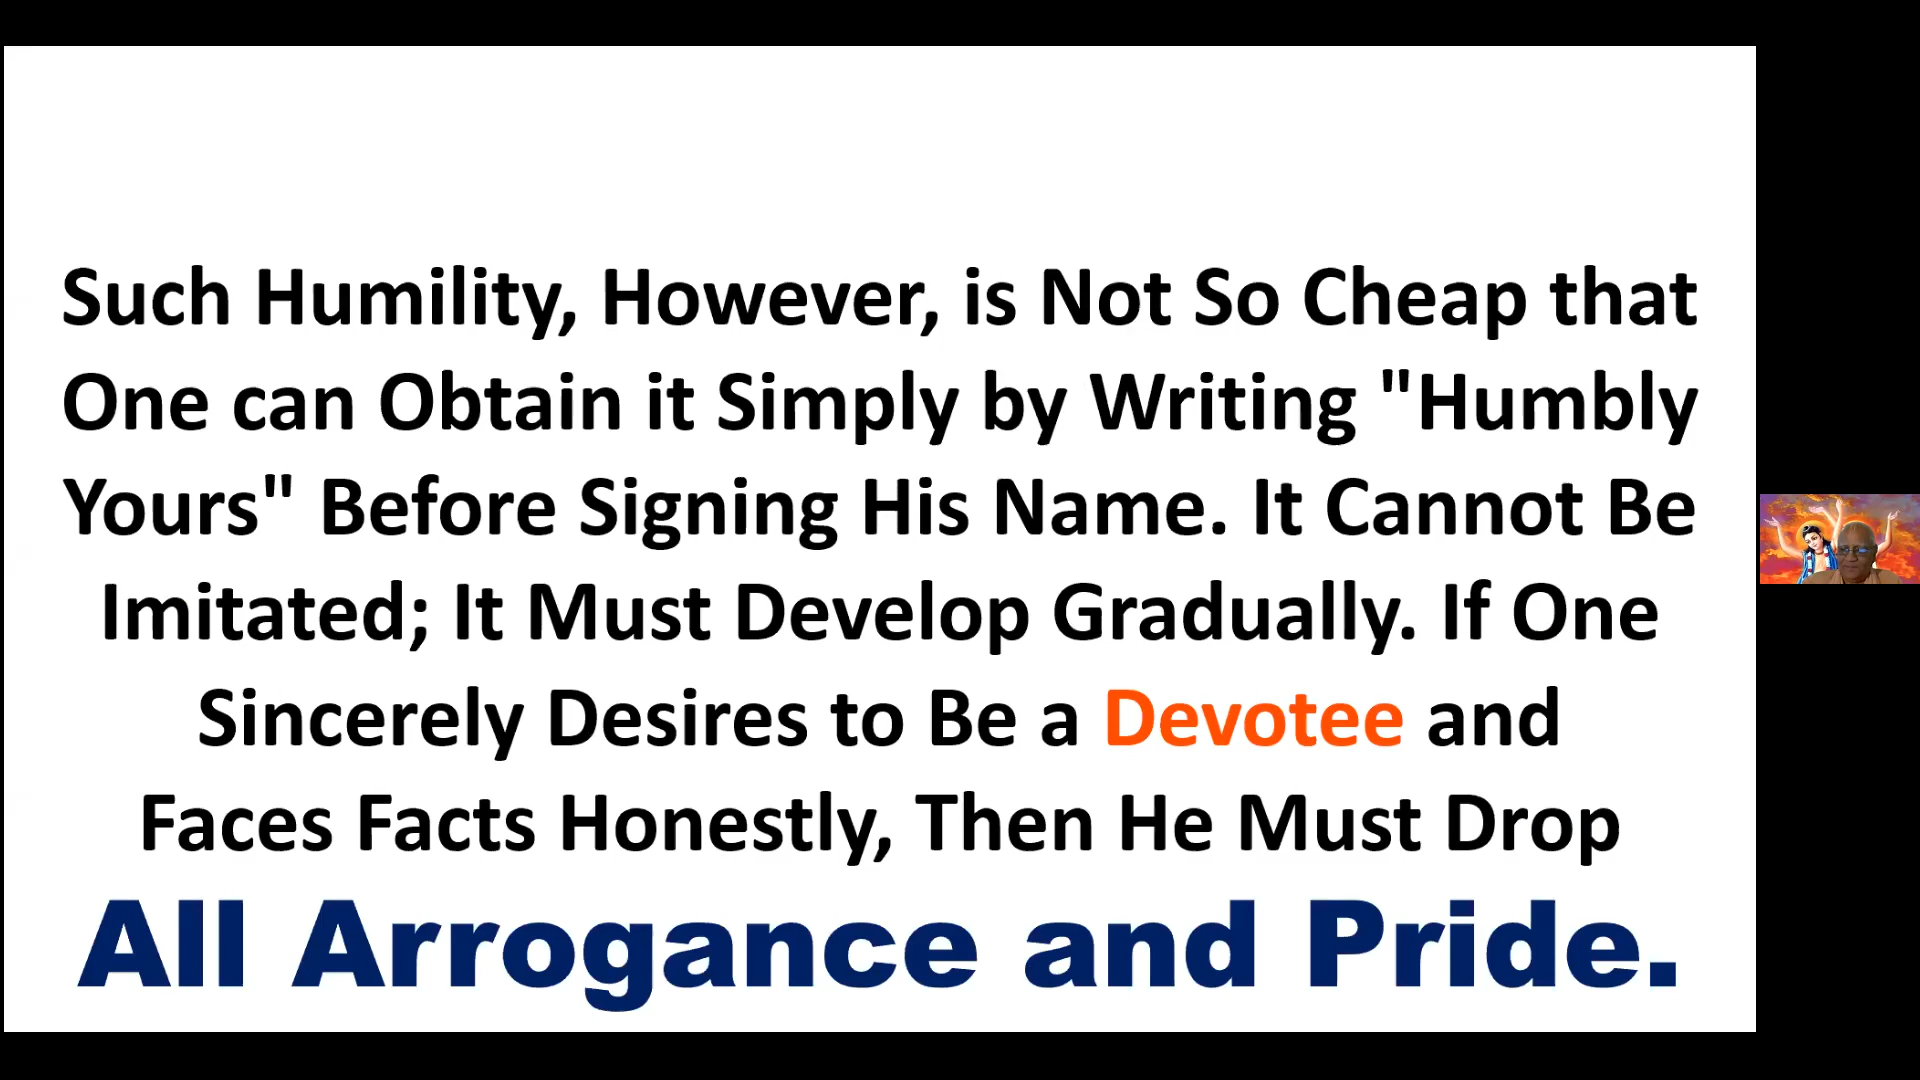 Such Humility, However, is Not So Cheap that
One can Obtain it Simply by Writing "Humbly
Yours" Before Signing His Name. It Cannot Be
Imitated; It Must Develop Gradually. If One
Sincerely Desires to Be a Devotee and
Faces Facts Honestly, Then He Must Drop
All Arrogance and Pride.